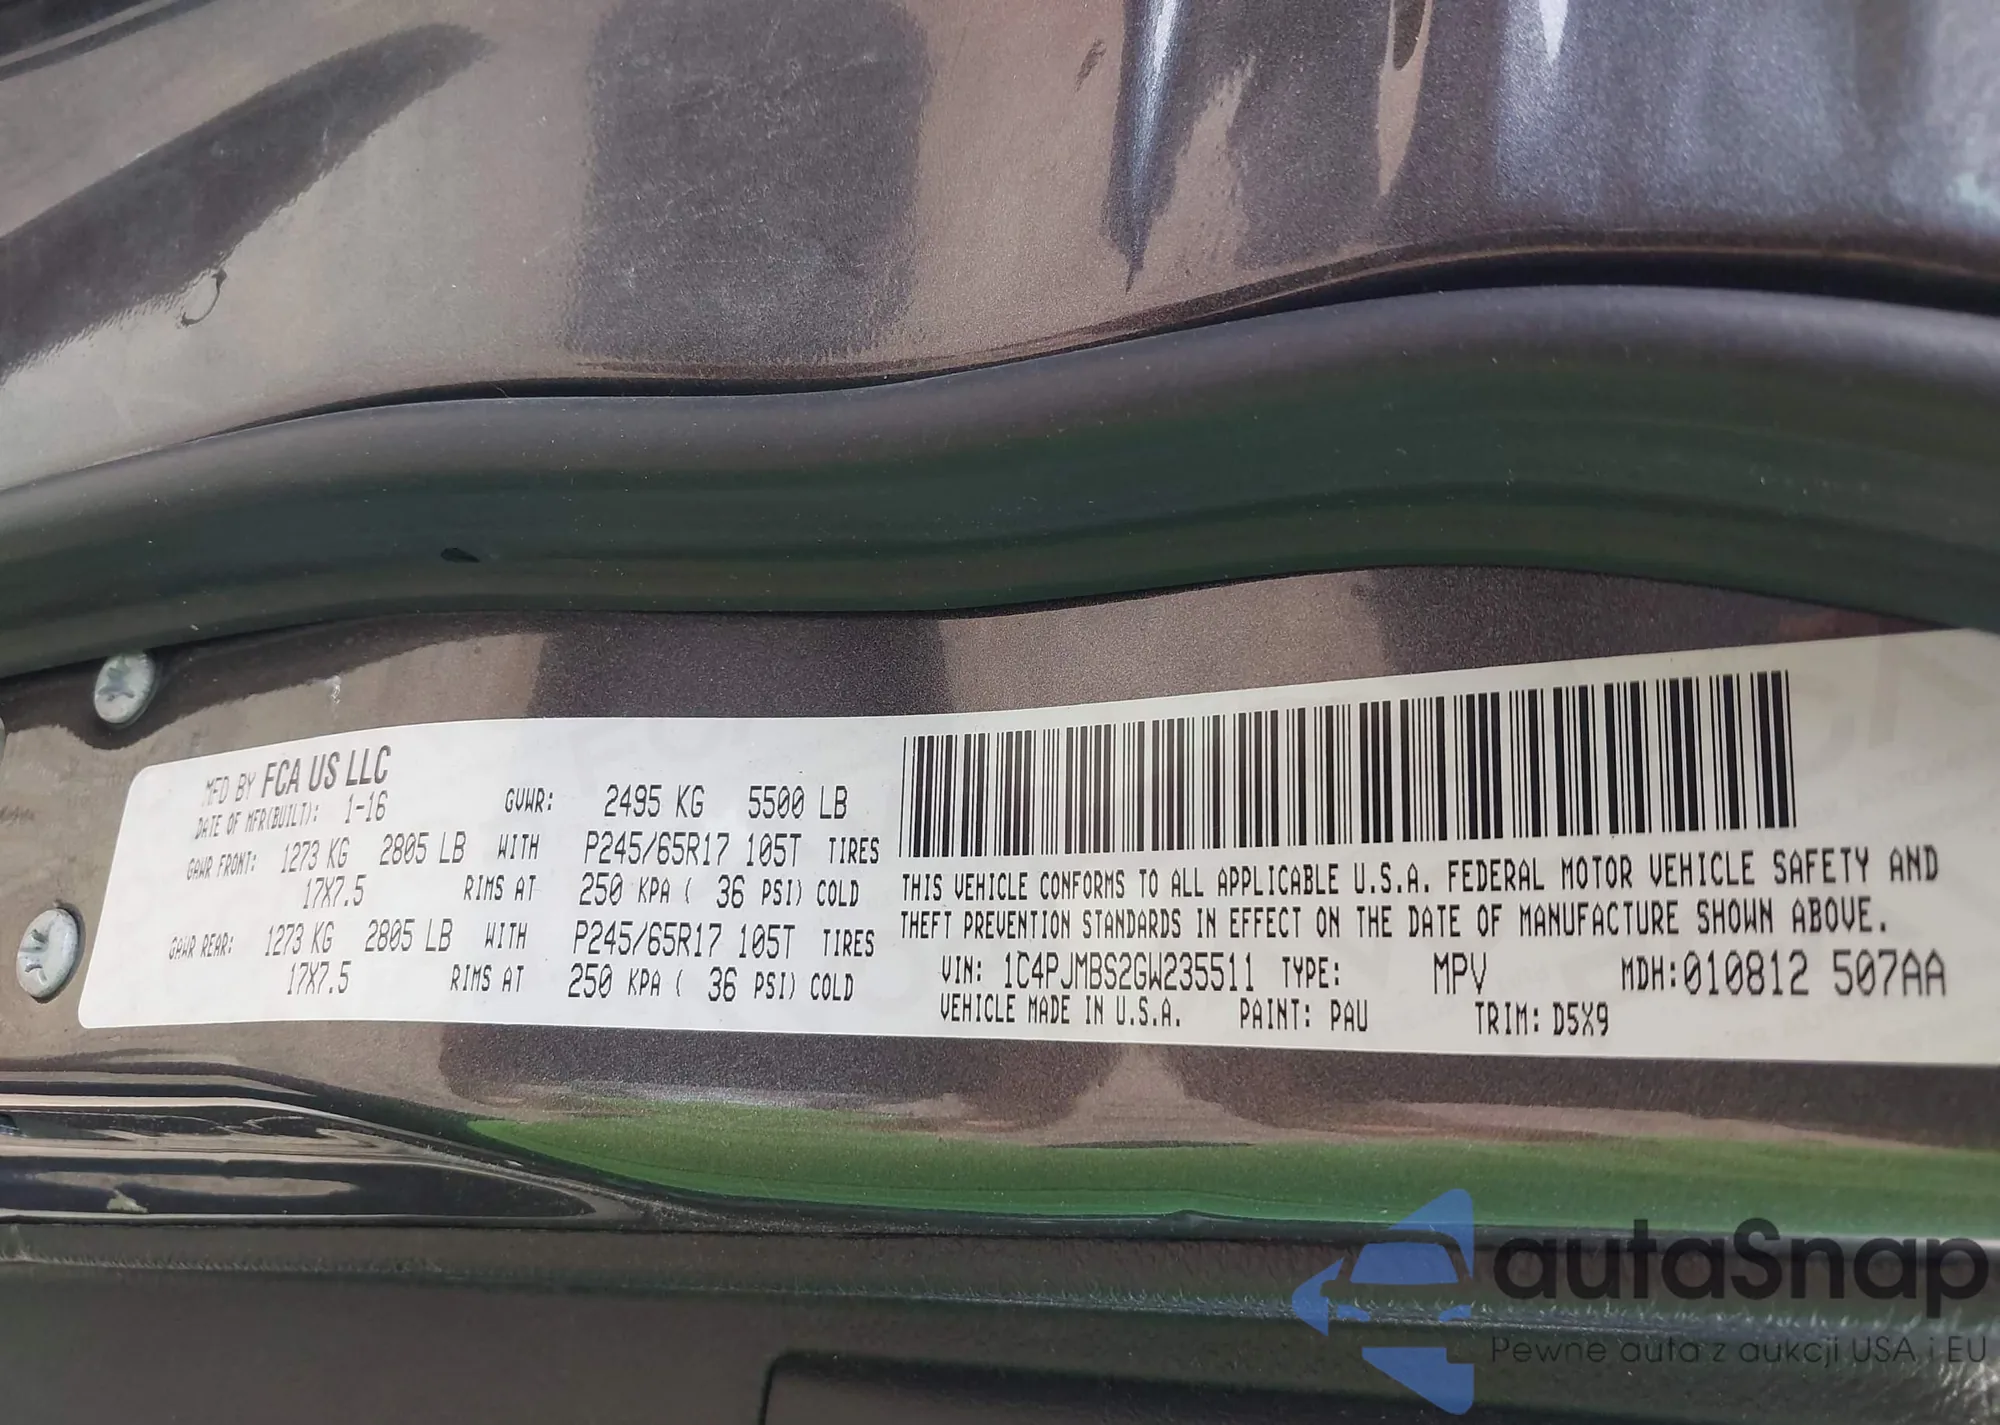 MFD BY FCA US LLC
DATE OF MFR(BUILT): 1-16
GVWR: 2495 KG 5500 LB
GAWR FRONT: 1273 KG 2805 LB WITH P245/65R17 105T TIRES
17X7.5 RIMS AT 250 KPA ( 36 PSI) COLD
GAWR REAR: 1273 KG 2805 LB WITH P245/65R17 105T TIRES
17X7.5 RIMS AT 250 KPA ( 36 PSI) COLD
THIS VEHICLE CONFORMS TO ALL APPLICABLE U.S.A. FEDERAL MOTOR VEHICLE SAFETY AND
THEFT PREVENTION STANDARDS IN EFFECT ON THE DATE OF MANUFACTURE SHOWN ABOVE.
VIN: 1C4PJMBS2GW235511 TYPE: MPV MDH:010812 507AA
VEHICLE MADE IN U.S.A. PAINT: PAU TRIM: D5X9
autaSnap
Pewne auta z aukcji USA i EU